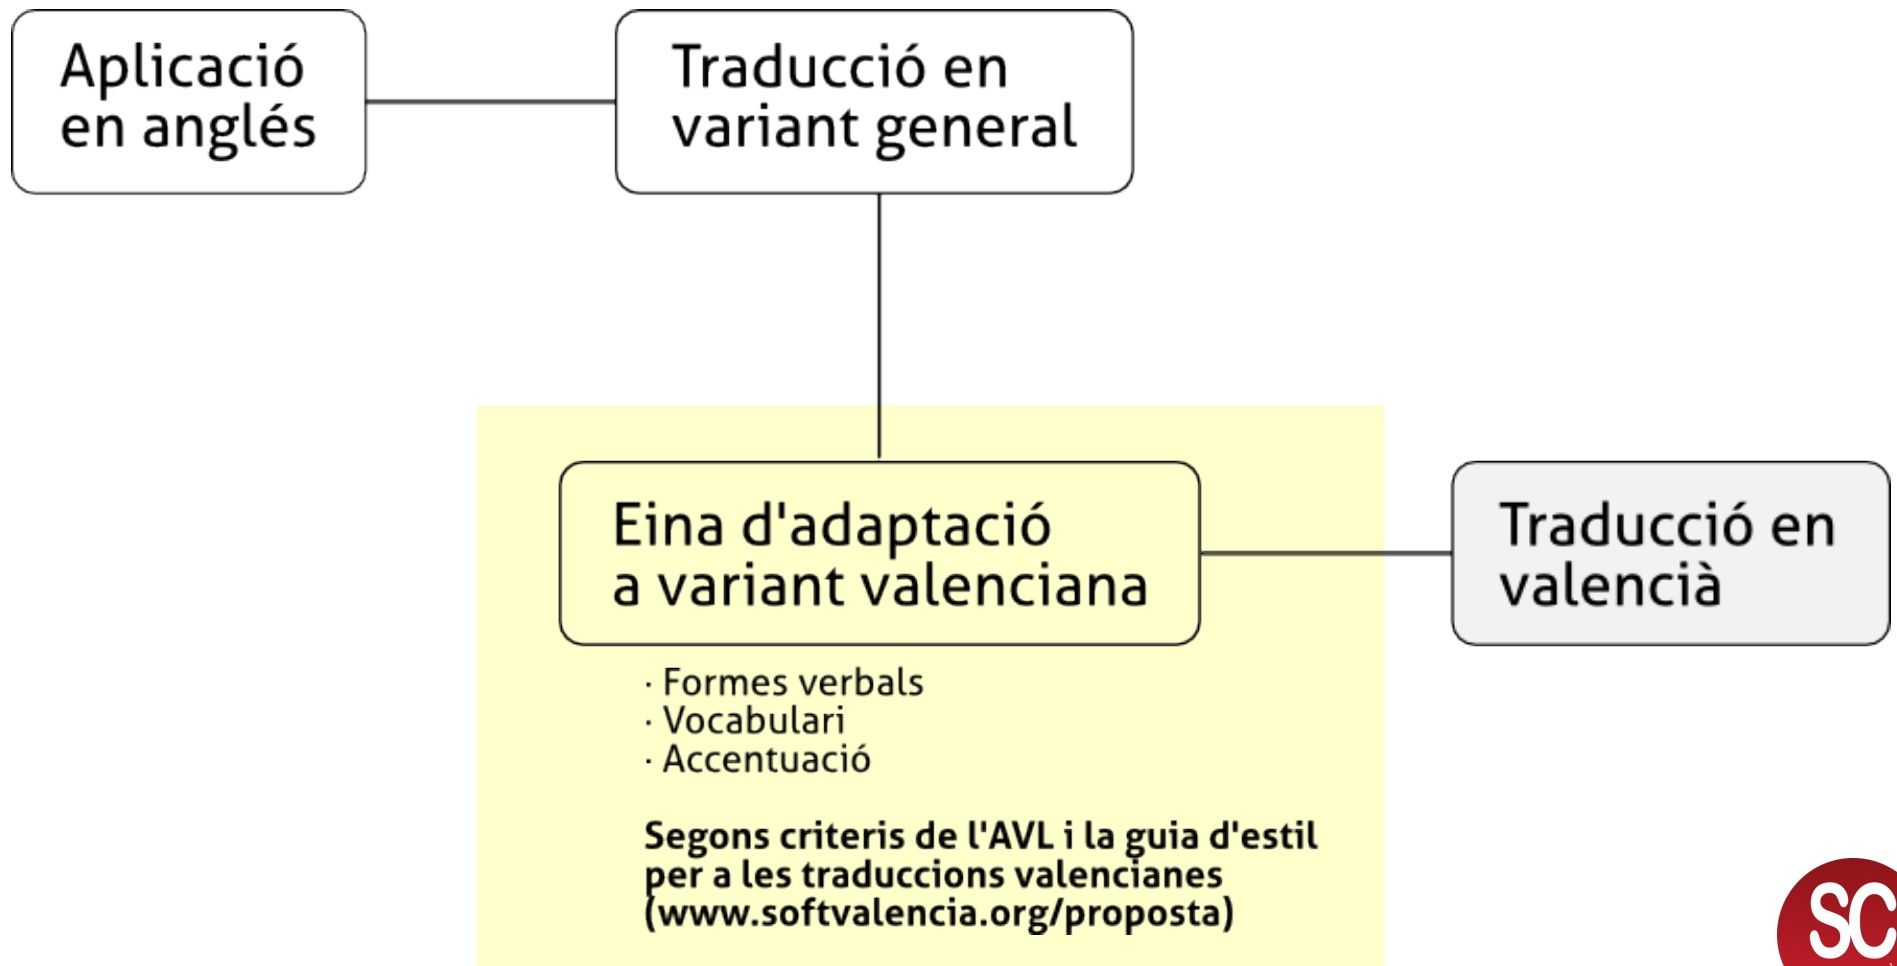 Aplicació
en anglés
Traducció en
variant general
Eina d'adaptació
a variant valenciana
Traducció en
valencià
· Formes verbals
· Vocabulari
· Accentuació
Segons criteris de l'AVL i la guia d'estil
per a les traduccions valencianes
(www.softvalencia.org/proposta)
SC